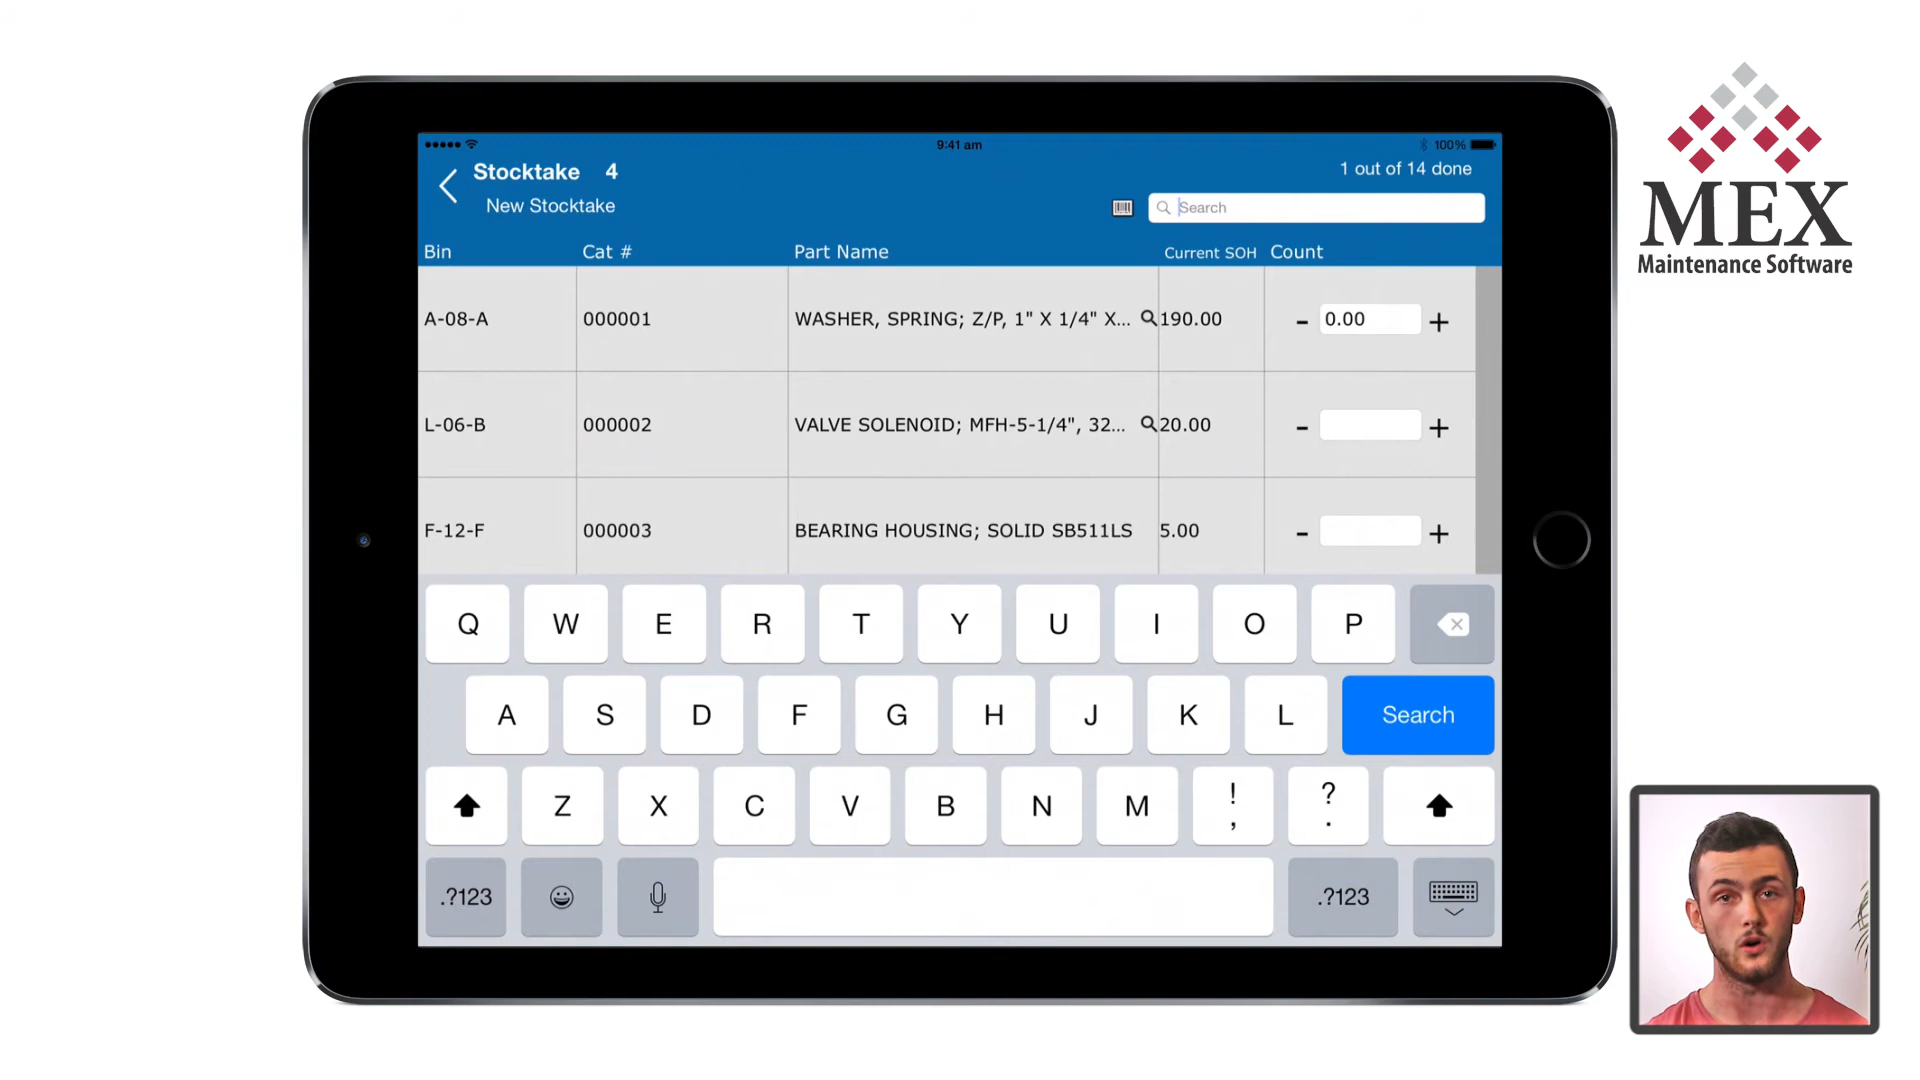 9:41 am
100%
Stocktake 4
1 out of 14 done
New Stocktake
Search
Bin Cat # Part Name Current SOH Count
A-08-A 000001 WASHER, SPRING; Z/P, 1" X 1/4" X... 190.00 - 0.00 +
L-06-B 000002 VALVE SOLENOID; MFH-5-1/4", 32... 20.00 - +
F-12-F 000003 BEARING HOUSING; SOLID SB511LS 5.00 - +
Q W E R T Y U I O P
A S D F G H J K L Search
Z X C V B N M ! , ? .
.?123 .?123
MEX
Maintenance Software